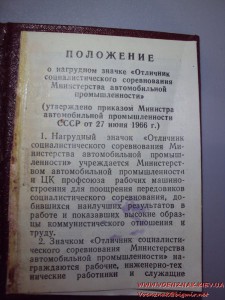 ПОЛОЖЕНИЕ
о нагрудном значке «Отличник
социалистического соревнования
Министерства автомобильной
промышленности»
(утверждено приказом Министра
автомобильной промышленности
СССР от 27 июня 1966 г.)
1. Нагрудный значок «Отличник
социалистического соревнования Ми-
нистерства автомобильной промыш-
ленности» учреждается Министерст-
вом автомобильной промышленности
и ЦК профсоюза рабочих машино-
строения для поощрения передовиков
социалистического соревнования, до-
бившихся наилучших результатов в
работе и показавших высокие образ-
цы коммунистического отношения к
труду.
2. Значком «Отличник социалисти-
ческого соревнования Министерства
автомобильной промышленности» на-
граждаются рабочие, инженерно-тех-
нические работники и служащие